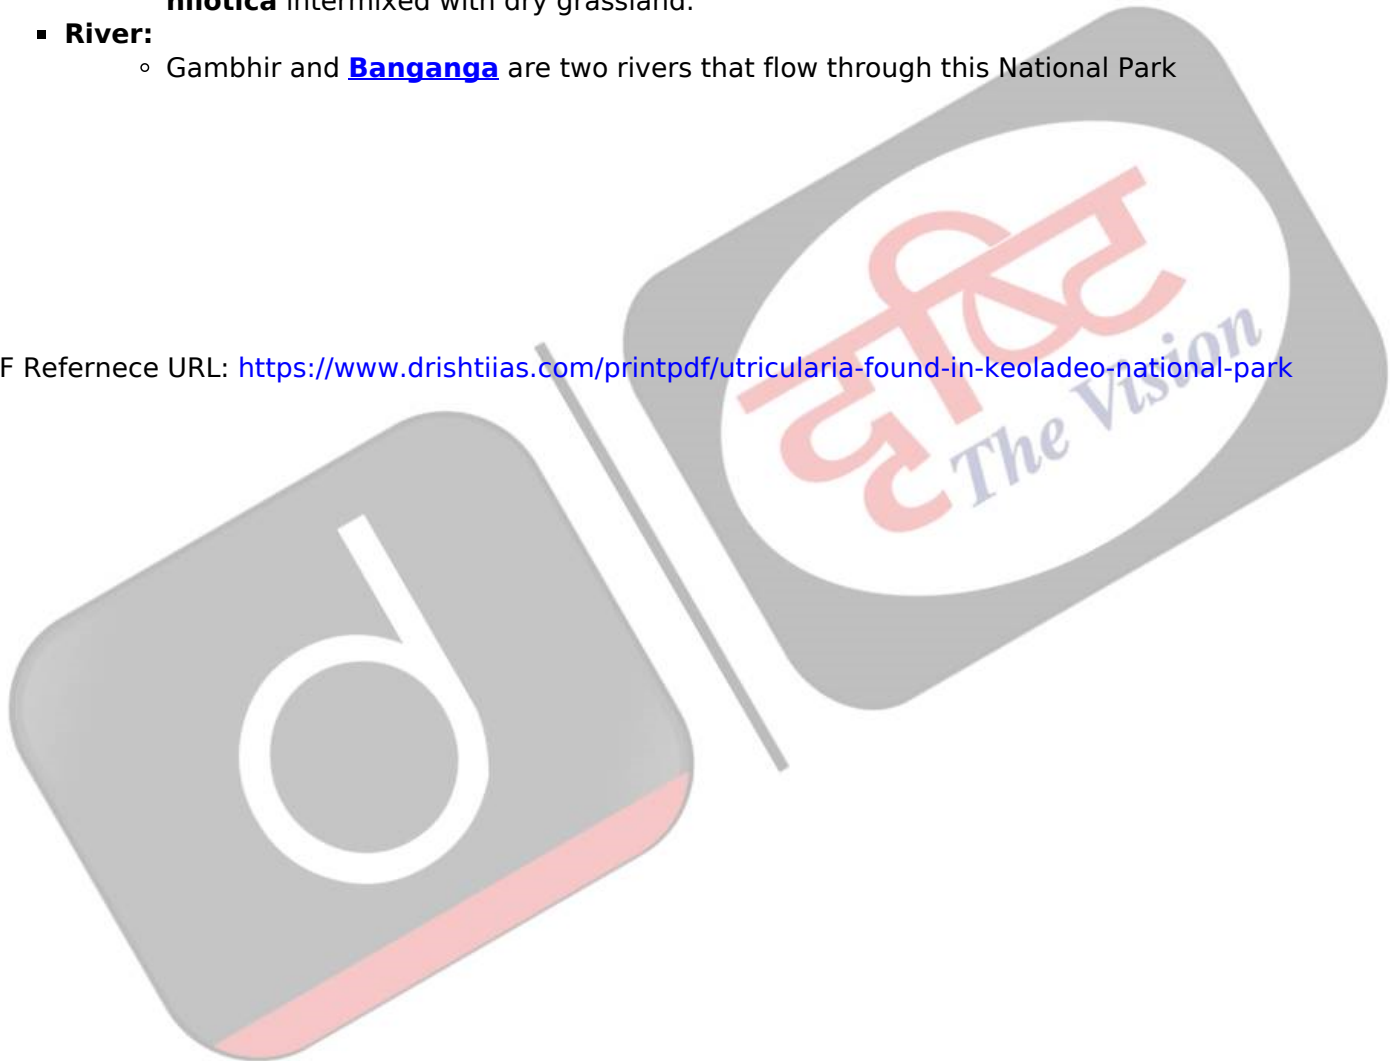 nilotica intermixed with dry grassland.
▪ River:
◦ Gambhir and Banganga are two rivers that flow through this National Park
F Refernece URL: https://www.drishtiias.com/printpdf/utricularia-found-in-keoladeo-national-park
दृष्टि
The Vision
d